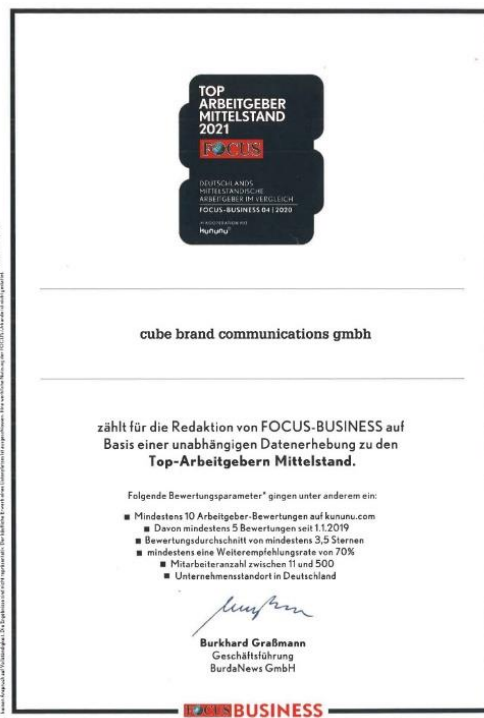 TOP
ARBEITGEBER
MITTELSTAND
2021
FOCUS
DEUTSCHLANDS
MITTELSTÄNDISCHE
ARBEITGEBER IM VERGLEICH
FOCUS-BUSINESS 04 | 2020
kununu
cube brand communications gmbh
zählt für die Redaktion von FOCUS-BUSINESS auf
Basis einer unabhängigen Datenerhebung zu den
Top-Arbeitgebern Mittelstand.
Folgende Bewertungsparameter* gingen unter anderem ein:
■ Mindestens 10 Arbeitgeber-Bewertungen auf kununu.com
■ Davon mindestens 5 Bewertungen seit 1.1.2019
■ Bewertungsdurchschnitt von mindestens 3,5 Sternen
■ mindestens eine Weiterempfehlungsrate von 70%
■ Mitarbeiteranzahl zwischen 11 und 500
■ Unternehmensstandort in Deutschland
Burkhard Graßmann
Geschäftsführung
BurdaNews GmbH
FOCUS BUSINESS